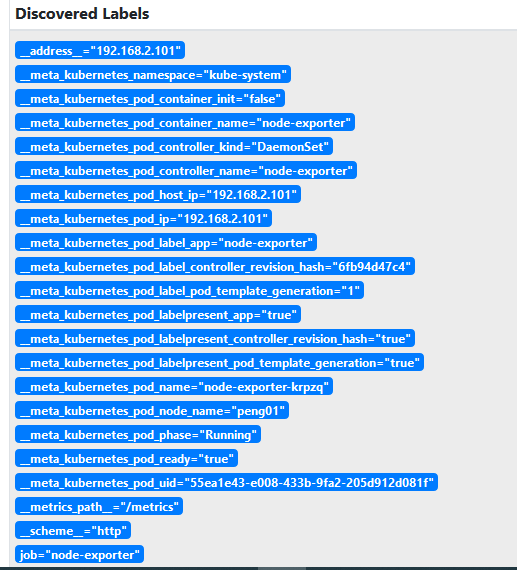 Discovered Labels
__address__="192.168.2.101"
__meta_kubernetes_namespace="kube-system"
__meta_kubernetes_pod_container_init="false"
__meta_kubernetes_pod_container_name="node-exporter"
__meta_kubernetes_pod_controller_kind="DaemonSet"
__meta_kubernetes_pod_controller_name="node-exporter"
__meta_kubernetes_pod_host_ip="192.168.2.101"
__meta_kubernetes_pod_ip="192.168.2.101"
__meta_kubernetes_pod_label_app="node-exporter"
__meta_kubernetes_pod_label_controller_revision_hash="6fb94d47c4"
__meta_kubernetes_pod_label_pod_template_generation="1"
__meta_kubernetes_pod_labelpresent_app="true"
__meta_kubernetes_pod_labelpresent_controller_revision_hash="true"
__meta_kubernetes_pod_labelpresent_pod_template_generation="true"
__meta_kubernetes_pod_name="node-exporter-krpzq"
__meta_kubernetes_pod_node_name="peng01"
__meta_kubernetes_pod_phase="Running"
__meta_kubernetes_pod_ready="true"
__meta_kubernetes_pod_uid="55ea1e43-e008-433b-9fa2-205d912d081f"
__metrics_path__="/metrics"
__scheme__="http"
job="node-exporter"